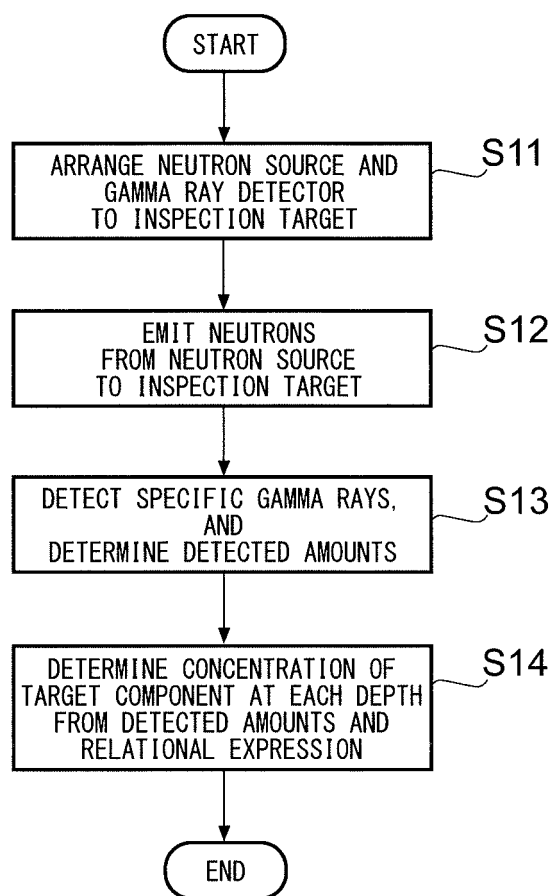 START
ARRANGE NEUTRON SOURCE AND
GAMMA RAY DETECTOR
TO INSPECTION TARGET
S11
EMIT NEUTRONS
FROM NEUTRON SOURCE
TO INSPECTION TARGET
S12
DETECT SPECIFIC GAMMA RAYS,
AND
DETERMINE DETECTED AMOUNTS
S13
DETERMINE CONCENTRATION OF
TARGET COMPONENT AT EACH DEPTH
FROM DETECTED AMOUNTS AND
RELATIONAL EXPRESSION
S14
END